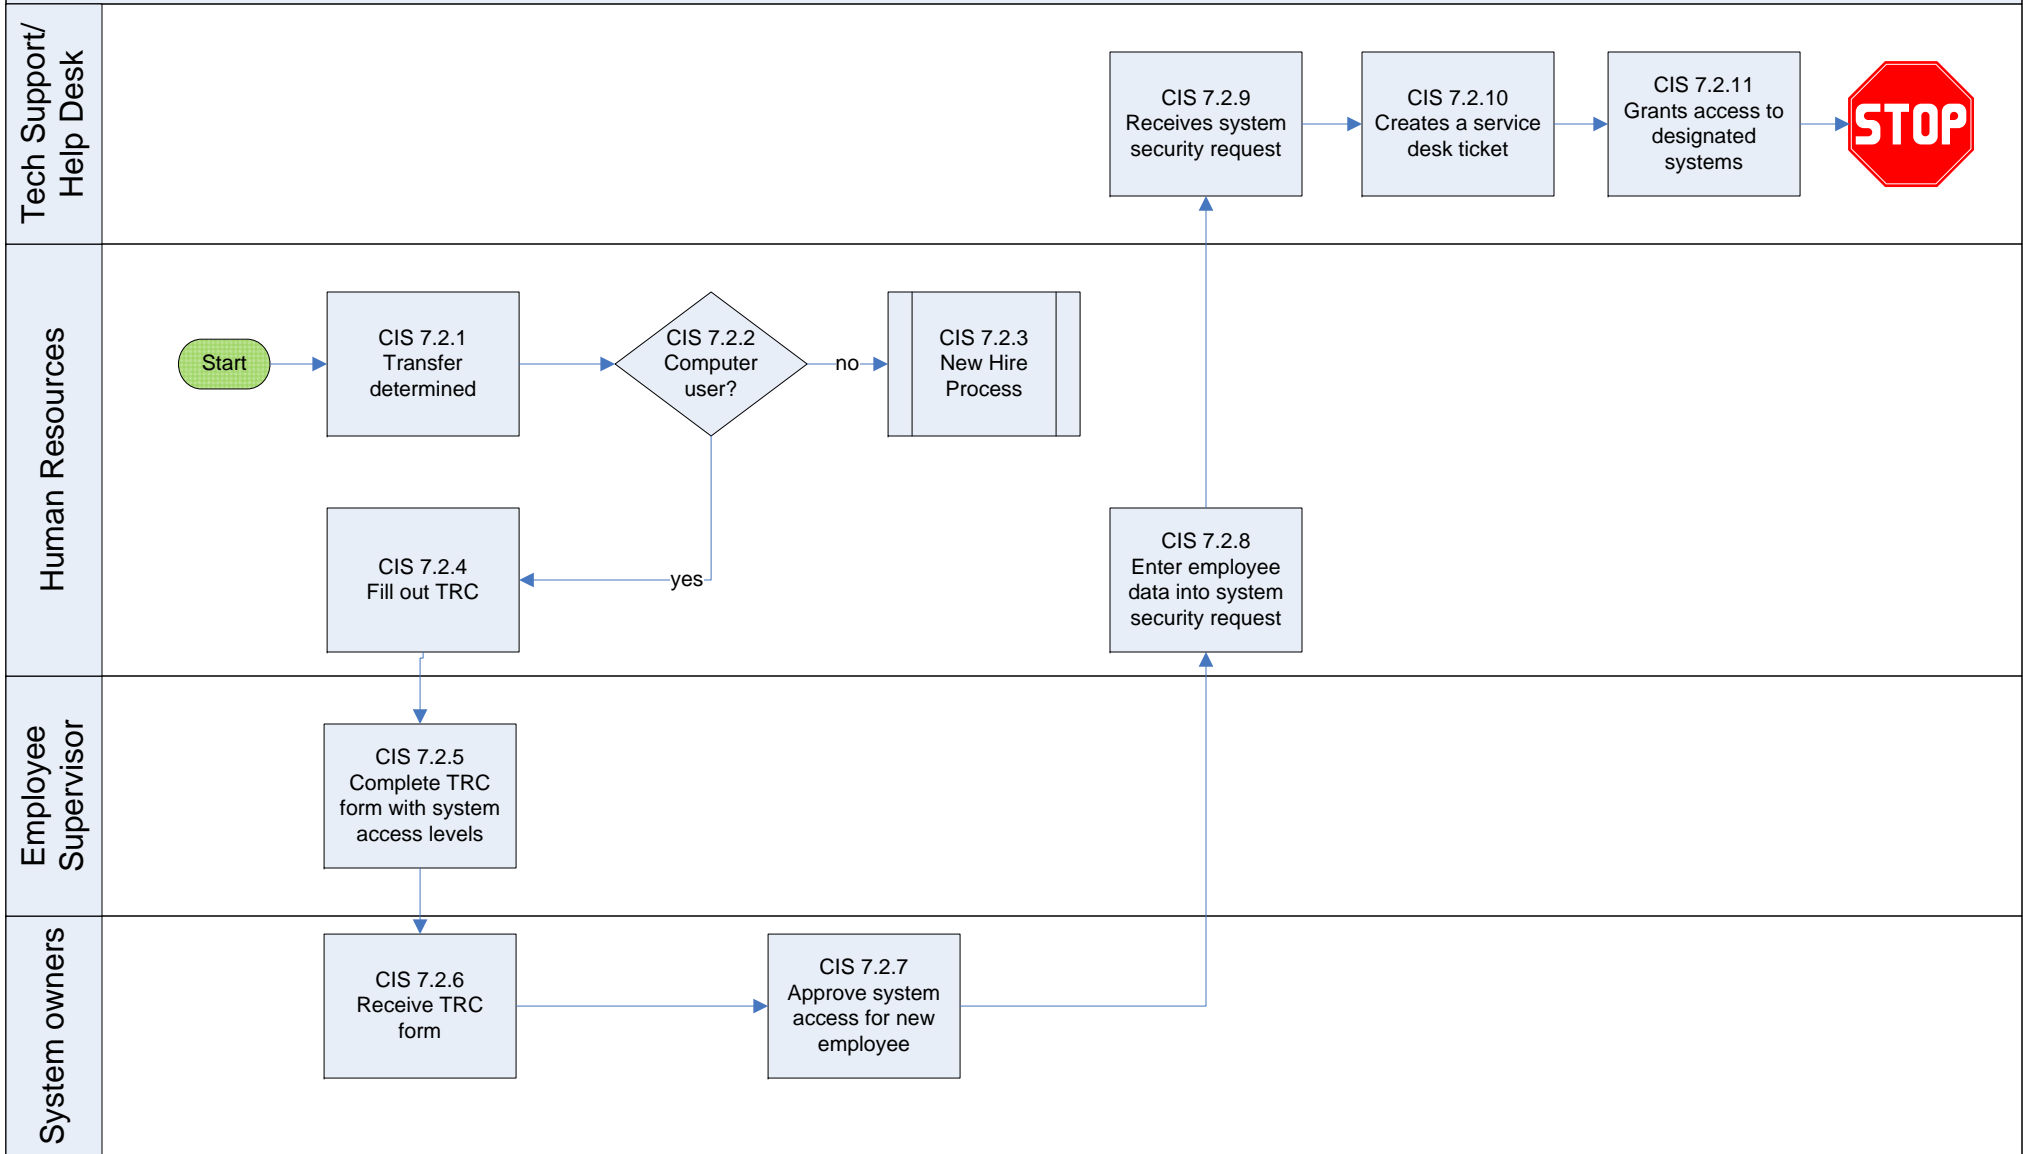 Tech Support/
Help Desk
CIS 7.2.9
Receives system
security request
CIS 7.2.10
Creates a service
desk ticket
CIS 7.2.11
Grants access to
designated
systems
STOP
Human Resources
Start
CIS 7.2.1
Transfer
determined
CIS 7.2.2
Computer
user?
no
CIS 7.2.3
New Hire
Process
CIS 7.2.4
Fill out TRC
yes
CIS 7.2.8
Enter employee
data into system
security request
Employee
Supervisor
CIS 7.2.5
Complete TRC
form with system
access levels
System owners
CIS 7.2.6
Receive TRC
form
CIS 7.2.7
Approve system
access for new
employee